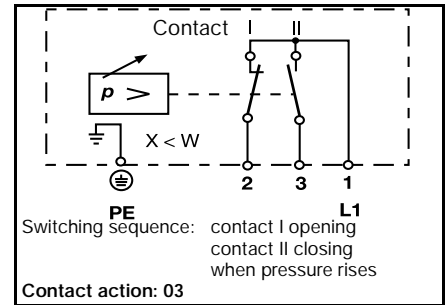 Contact I II
p >
X < W
2 3 1
PE L1
Switching sequence: contact I opening
contact II closing
when pressure rises
Contact action: 03